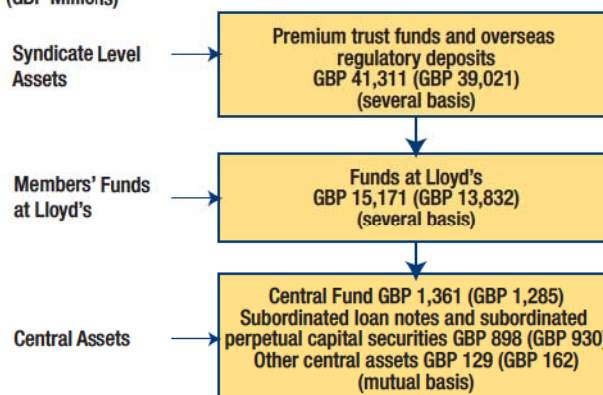 (GBP Millions)
Syndicate Level
Assets
Premium trust funds and overseas
regulatory deposits
GBP 41,311 (GBP 39,021)
(several basis)
Members' Funds
at Lloyd's
Funds at Lloyd's
GBP 15,171 (GBP 13,832)
(several basis)
Central Assets
Central Fund GBP 1,361 (GBP 1,285)
Subordinated loan notes and subordinated
perpetual capital securities GBP 898 (GBP 930)
Other central assets GBP 129 (GBP 162)
(mutual basis)